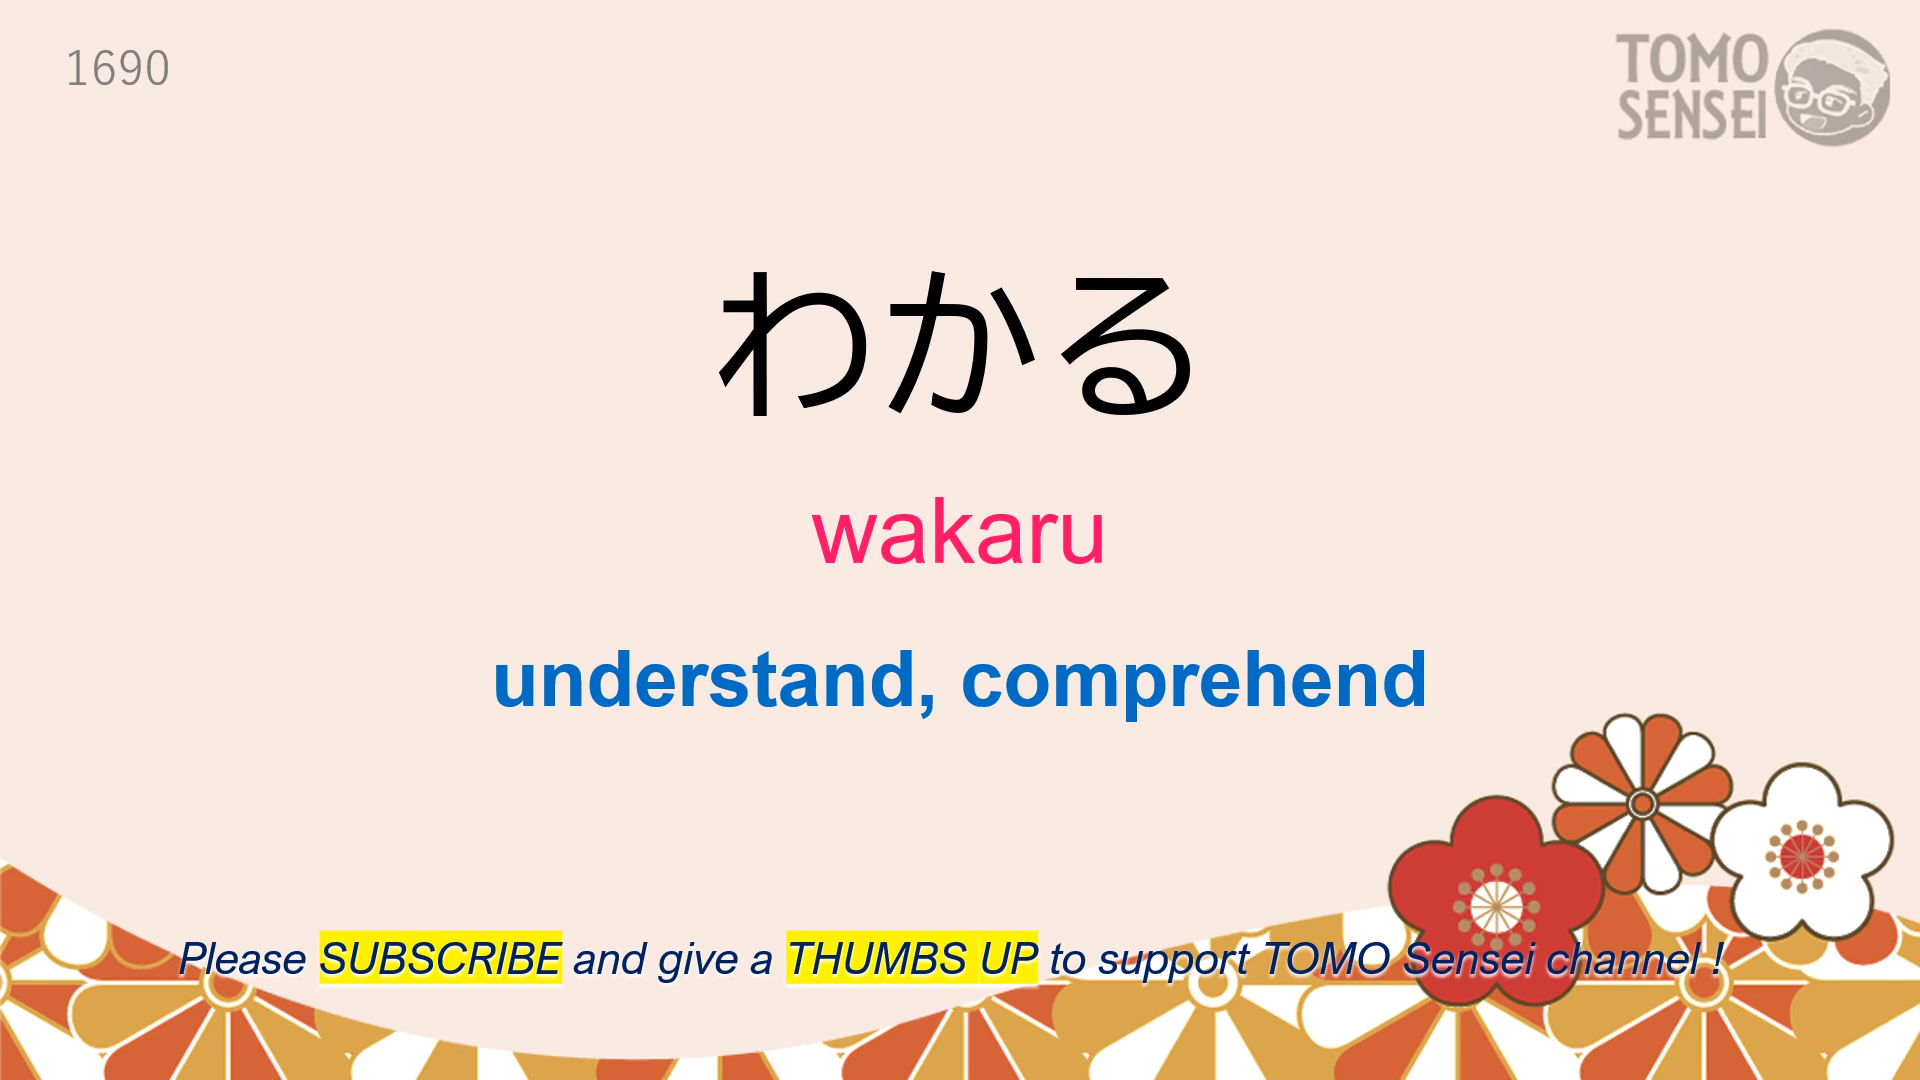 1690
TOMO
SENSEI
わかる
wakaru
understand, comprehend
Please SUBSCRIBE and give a THUMBS UP to support TOMO Sensei channel !